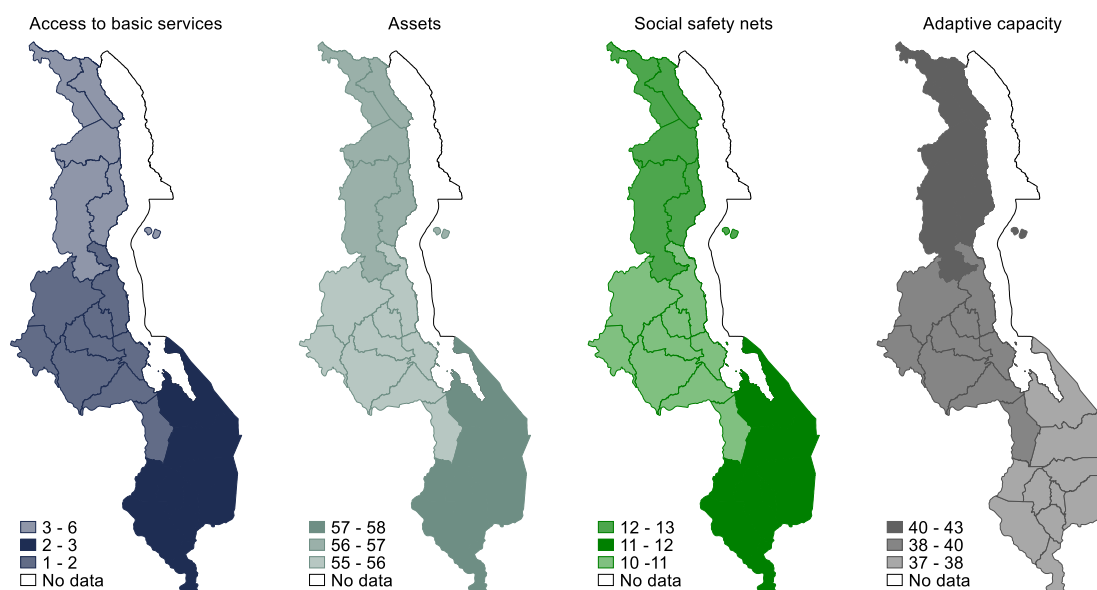 Access to basic services
Assets
Social safety nets
Adaptive capacity
3 - 6
2 - 3
1 - 2
No data
57 - 58
56 - 57
55 - 56
No data
12 - 13
11 - 12
10 -11
No data
40 - 43
38 - 40
37 - 38
No data